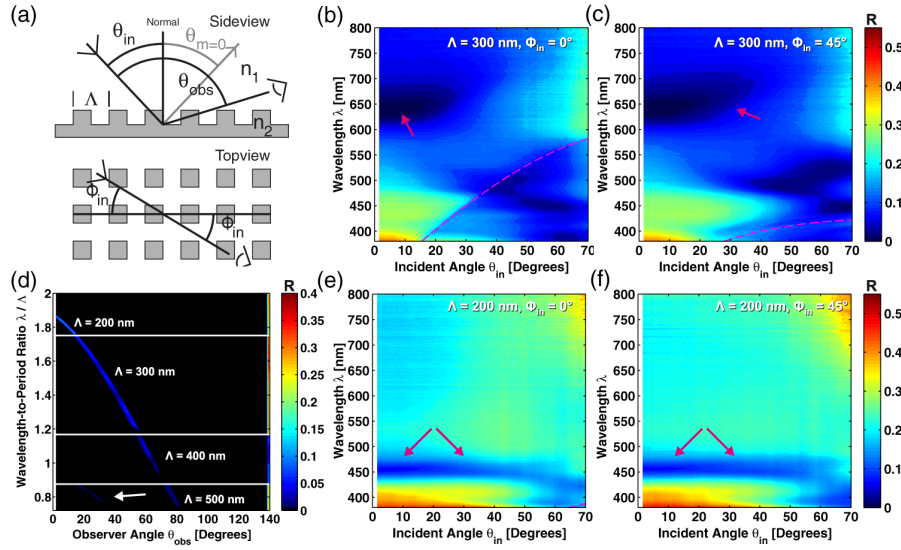 (a)
Normal
Sideview
θin
θm=0
θobs
n1
n2
Λ
Topview
Φin
Φin
(b)
Λ = 300 nm, Φin = 0°
Wavelength λ [nm]
800
750
700
650
600
550
500
450
400
0 10 20 30 40 50 60 70
Incident Angle θin [Degrees]
(c)
Λ = 300 nm, Φin = 45°
R
Wavelength λ [nm]
800
750
700
650
600
550
500
450
400
0 10 20 30 40 50 60 70
Incident Angle θin [Degrees]
0.5
0.4
0.3
0.2
0.1
0
(d)
R
Wavelength-to-Period Ratio λ / Λ
2
1.8
1.6
1.4
1.2
1
0.8
Λ = 200 nm
Λ = 300 nm
Λ = 400 nm
Λ = 500 nm
0 20 40 60 80 100 120 140
Observer Angle θobs [Degrees]
0.4
0.35
0.3
0.25
0.2
0.15
0.1
0.05
0
(e)
Λ = 200 nm, Φin = 0°
Wavelength λ [nm]
800
750
700
650
600
550
500
450
400
0 10 20 30 40 50 60 70
Incident Angle θin [Degrees]
(f)
Λ = 200 nm, Φin = 45°
R
Wavelength λ
800
750
700
650
600
550
500
450
400
0 10 20 30 40 50 60 70
Incident Angle θin [Degrees]
0.5
0.4
0.3
0.2
0.1
0